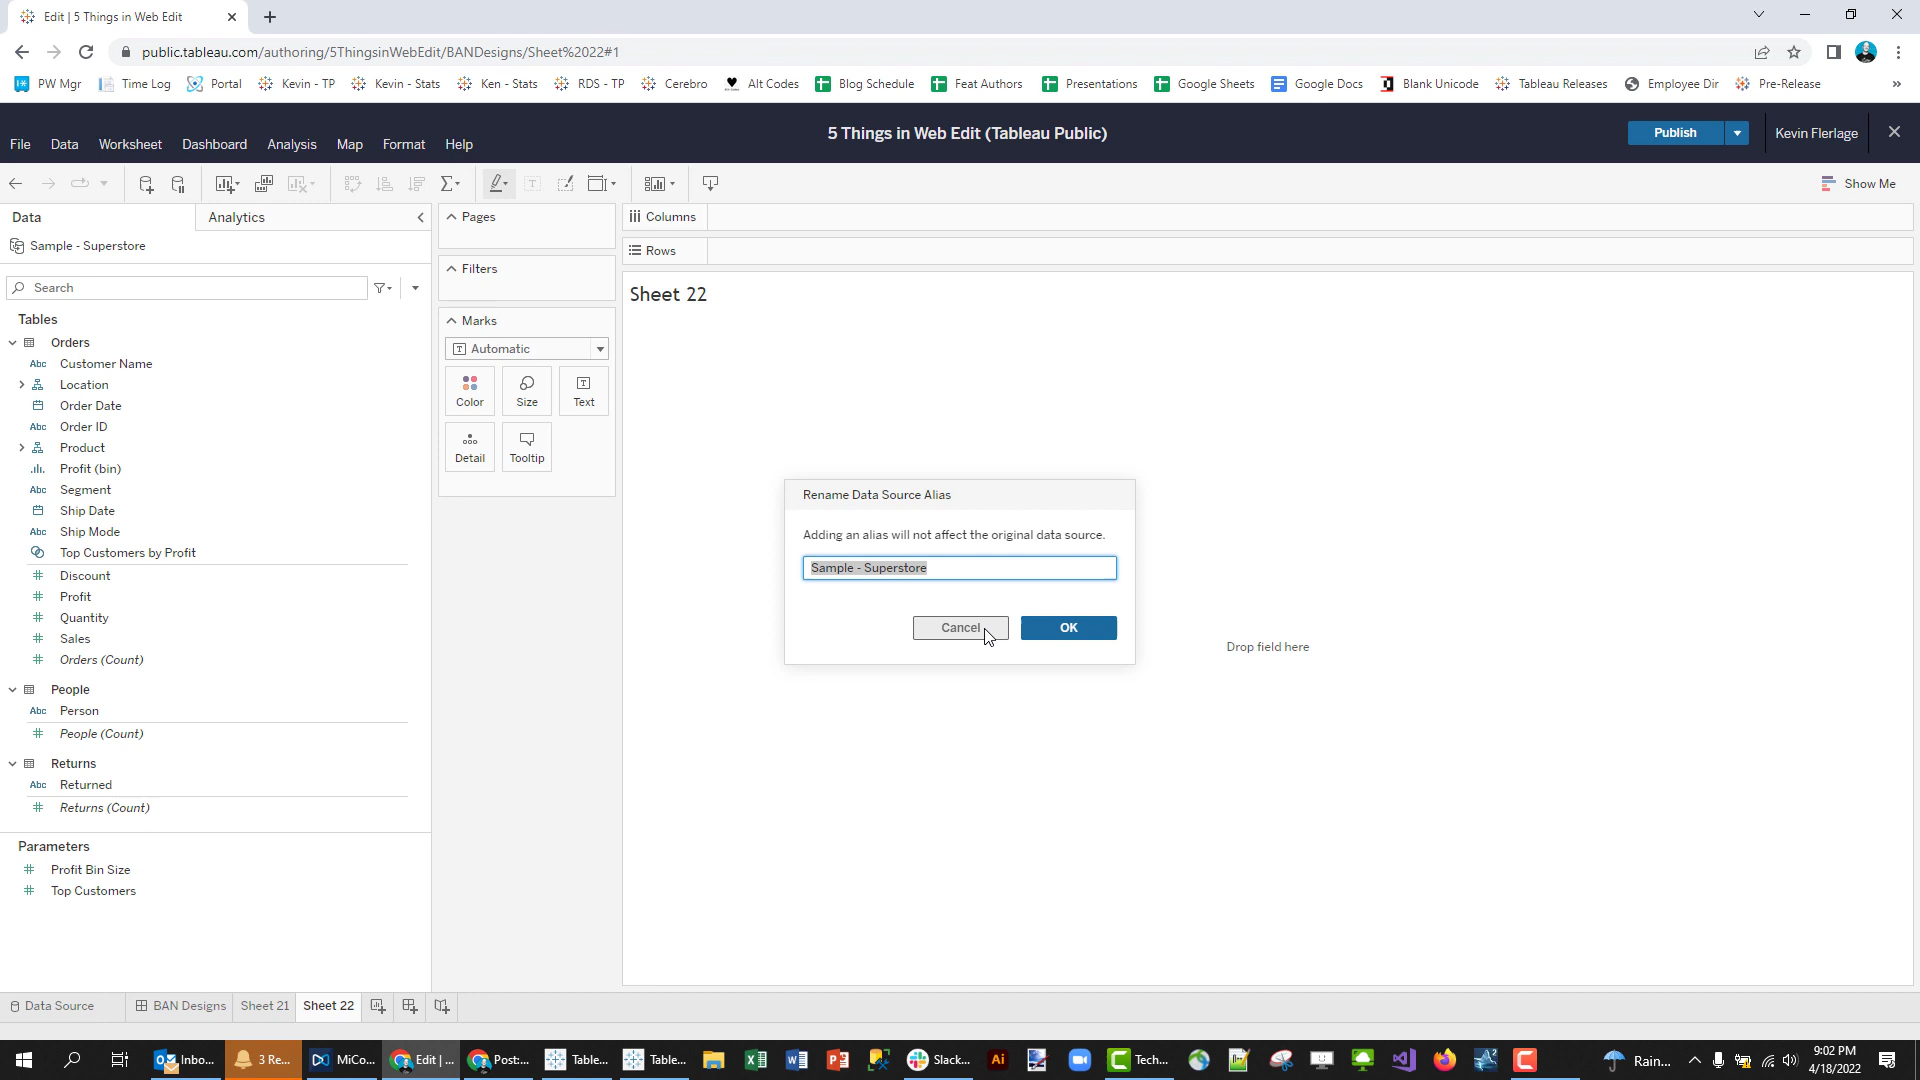 Edit | 5 Things in Web Edit
public.tableau.com/authoring/5ThingsinWebEdit/BANDesigns/Sheet%2022#1
PW Mgr Time Log Portal Kevin - TP Kevin - Stats Ken - Stats RDS - TP Cerebro Alt Codes Blog Schedule Feat Authors Presentations Google Sheets Google Docs Blank Unicode Tableau Releases Employee Dir Pre-Release »
5 Things in Web Edit (Tableau Public)
Publish
Kevin Flerlage
File Data Worksheet Dashboard Analysis Map Format Help
Show Me
Data Analytics
Sample - Superstore
Search
Tables
Orders
Abc Customer Name
Location
Order Date
Abc Order ID
Product
Profit (bin)
Abc Segment
Ship Date
Abc Ship Mode
Top Customers by Profit
# Discount
# Profit
# Quantity
# Sales
# Orders (Count)
People
Abc Person
# People (Count)
Returns
Abc Returned
# Returns (Count)
Parameters
# Profit Bin Size
# Top Customers
Pages
Filters
Marks
Automatic
Color Size Text
Detail Tooltip
Columns
Rows
Sheet 22
Rename Data Source Alias
Adding an alias will not affect the original data source.
Sample - Superstore
Cancel OK
Drop field here
Data Source BAN Designs Sheet 21 Sheet 22
Inbo... 3 Re... MiCo... Edit | ... Post:... Table... Table... Slack... Ai Tech... Rain...
9:02 PM
4/18/2022